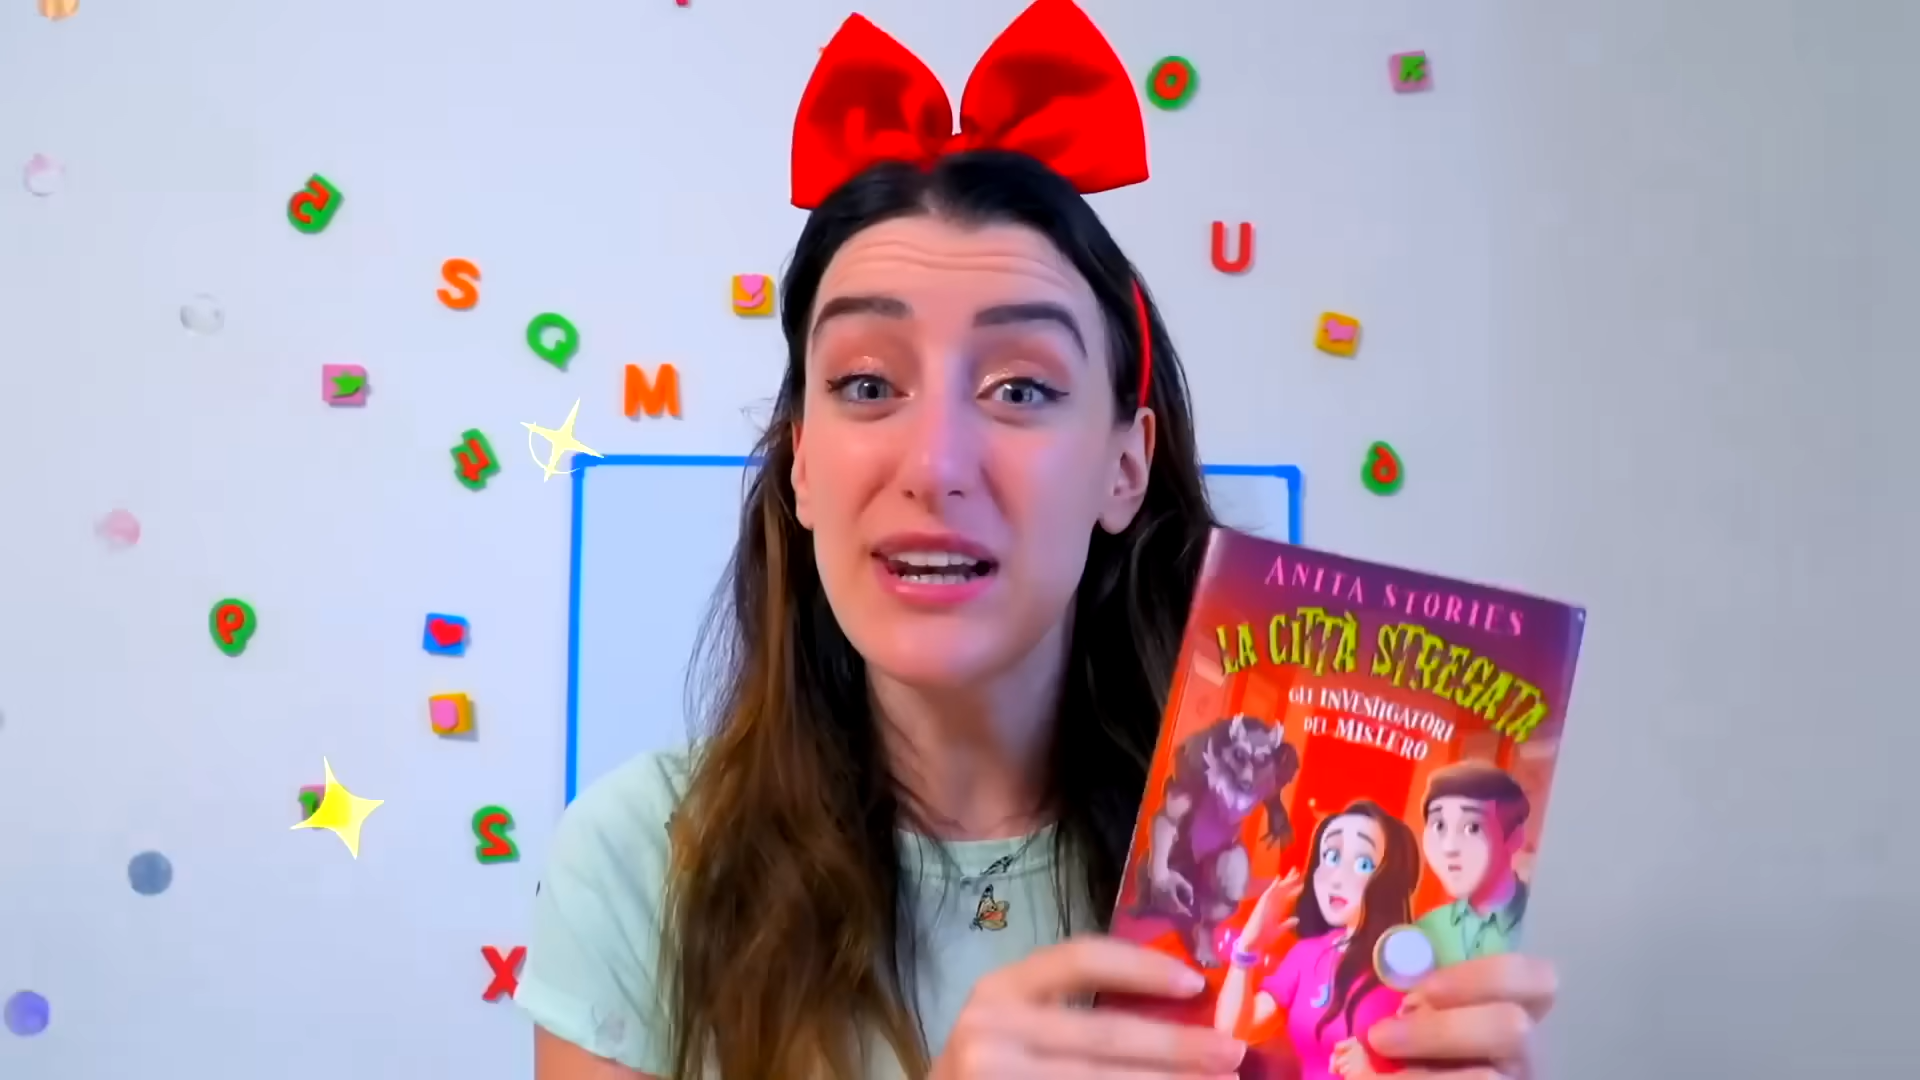 O
S
U
Q
M
X
ANITA STORIES
LA CITTÀ STREGATA
GLI INVESTIGATORI
DEL MISTERO